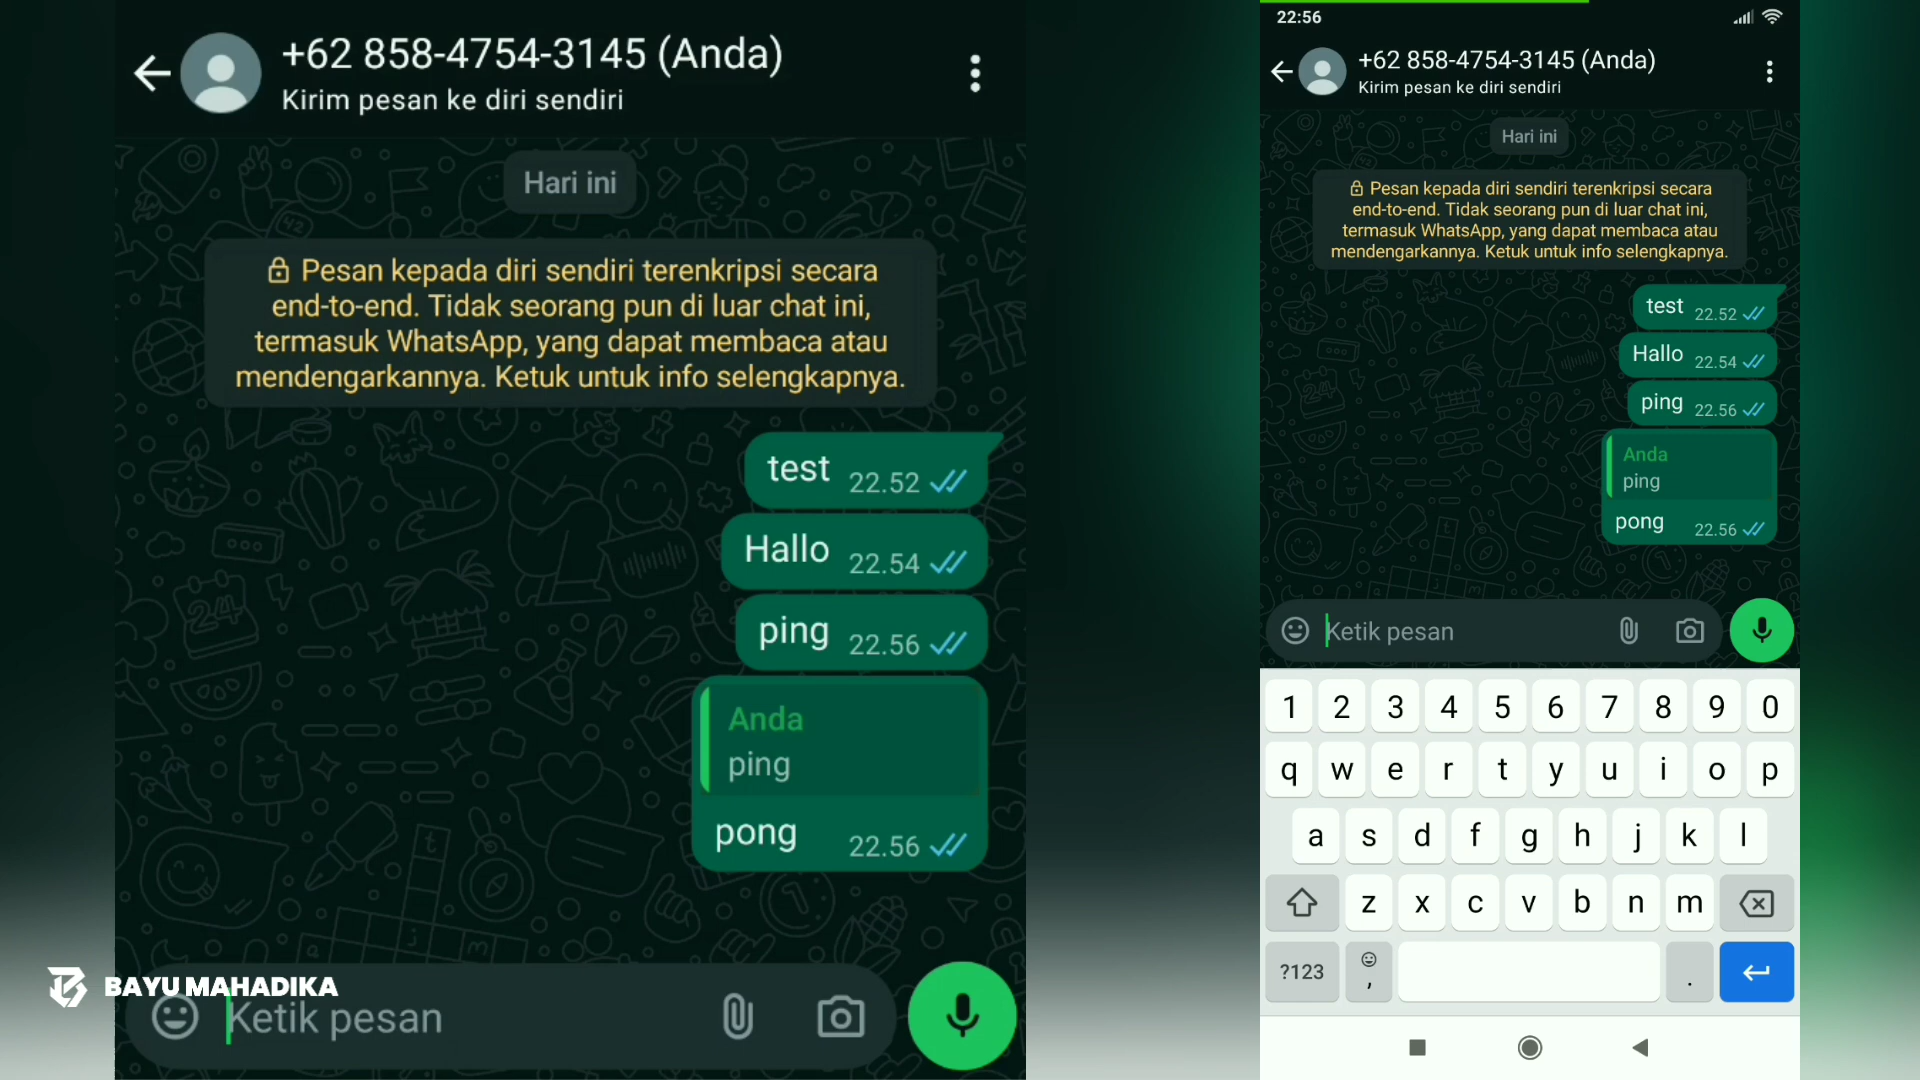 +62 858-4754-3145 (Anda)
Kirim pesan ke diri sendiri
Hari ini
Pesan kepada diri sendiri terenkripsi secara
end-to-end. Tidak seorang pun di luar chat ini,
termasuk WhatsApp, yang dapat membaca atau
mendengarkannya. Ketuk untuk info selengkapnya.
test 22.52
Hallo 22.54
ping 22.56
Anda
ping
pong 22.56
Ketik pesan
BAYU MAHADIKA
22:56
+62 858-4754-3145 (Anda)
Kirim pesan ke diri sendiri
Hari ini
Pesan kepada diri sendiri terenkripsi secara
end-to-end. Tidak seorang pun di luar chat ini,
termasuk WhatsApp, yang dapat membaca atau
mendengarkannya. Ketuk untuk info selengkapnya.
test 22.52
Hallo 22.54
ping 22.56
Anda
ping
pong 22.56
Ketik pesan
1 2 3 4 5 6 7 8 9 0
q w e r t y u i o p
a s d f g h j k l
z x c v b n m
?123 , .